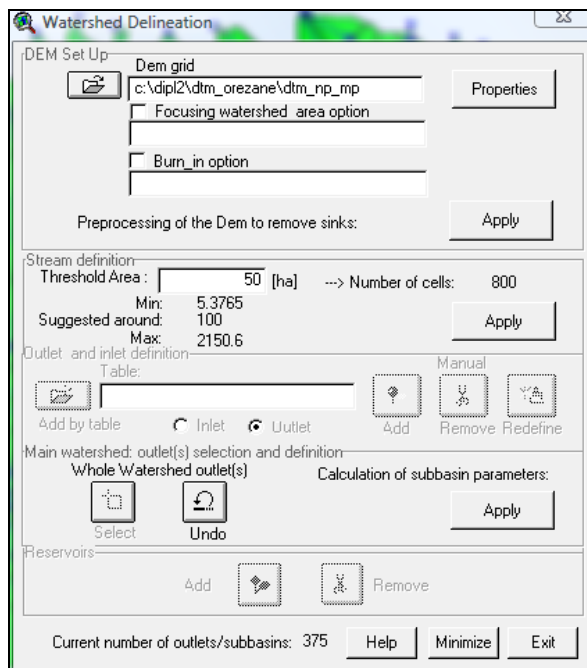 Watershed Delineation
DEM Set Up
Dem grid
c:\dipl2\dtm_orezane\dtm_np_mp
Properties
Focusing watershed area option
Burn_in option
Preprocessing of the Dem to remove sinks:
Apply
Stream definition
Threshold Area : 50 [ha] ---> Number of cells: 800
Min: 5.3765
Suggested around: 100
Max: 2150.6
Apply
Outlet and inlet definition
Table:
Manual
Add by table
Inlet
Uutlet
Add
Remove
Redefine
Main watershed: outlet(s) selection and definition
Whole Watershed outlet(s)
Calculation of subbasin parameters:
Select
Undo
Apply
Reservoirs
Add
Remove
Current number of outlets/subbasins: 375
Help
Minimize
Exit